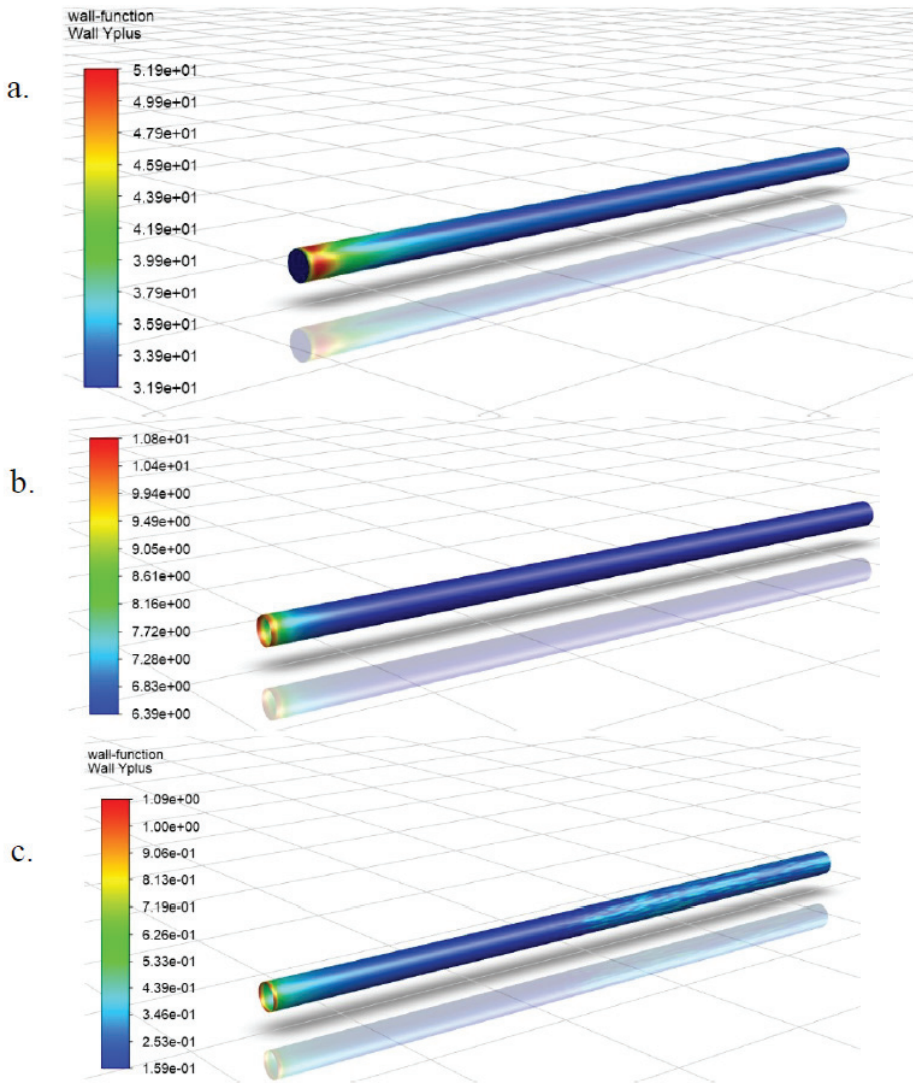 wall-function
Wall Yplus
a.
5.19e+01
4.99e+01
4.79e+01
4.59e+01
4.39e+01
4.19e+01
3.99e+01
3.79e+01
3.59e+01
3.39e+01
3.19e+01
b.
1.08e+01
1.04e+01
9.94e+00
9.49e+00
9.05e+00
8.61e+00
8.16e+00
7.72e+00
7.28e+00
6.83e+00
6.39e+00
wall-function
Wall Yplus
c.
1.09e+00
1.00e+00
9.06e-01
8.13e-01
7.19e-01
6.26e-01
5.33e-01
4.39e-01
3.46e-01
2.53e-01
1.59e-01